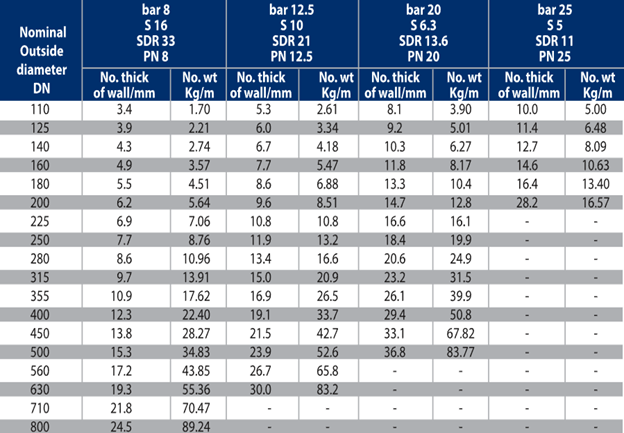 Nominal Outside diameter DN | bar 8 S 16 SDR 33 PN 8 | bar 12.5 S 10 SDR 21 PN 12.5 | bar 20 S 6.3 SDR 13.6 PN 20 | bar 25 S 5 SDR 11 PN 25
No. thick of wall/mm | No. wt Kg/m | No. thick of wall/mm | No. wt Kg/m | No. thick of wall/mm | No. wt Kg/m | No. thick of wall/mm | No. wt Kg/m
110 3.4 1.70 5.3 2.61 8.1 3.90 10.0 5.00
125 3.9 2.21 6.0 3.34 9.2 5.01 11.4 6.48
140 4.3 2.74 6.7 4.18 10.3 6.27 12.7 8.09
160 4.9 3.57 7.7 5.47 11.8 8.17 14.6 10.63
180 5.5 4.51 8.6 6.88 13.3 10.4 16.4 13.40
200 6.2 5.64 9.6 8.51 14.7 12.8 28.2 16.57
225 6.9 7.06 10.8 10.8 16.6 16.1 - -
250 7.7 8.76 11.9 13.2 18.4 19.9 - -
280 8.6 10.96 13.4 16.6 20.6 24.9 - -
315 9.7 13.91 15.0 20.9 23.2 31.5 - -
355 10.9 17.62 16.9 26.5 26.1 39.9 - -
400 12.3 22.40 19.1 33.7 29.4 50.8 - -
450 13.8 28.27 21.5 42.7 33.1 67.82 - -
500 15.3 34.83 23.9 52.6 36.8 83.77 - -
560 17.2 43.85 26.7 65.8 - - - -
630 19.3 55.36 30.0 83.2 - - - -
710 21.8 70.47 - - - - - -
800 24.5 89.24 - - - - - -